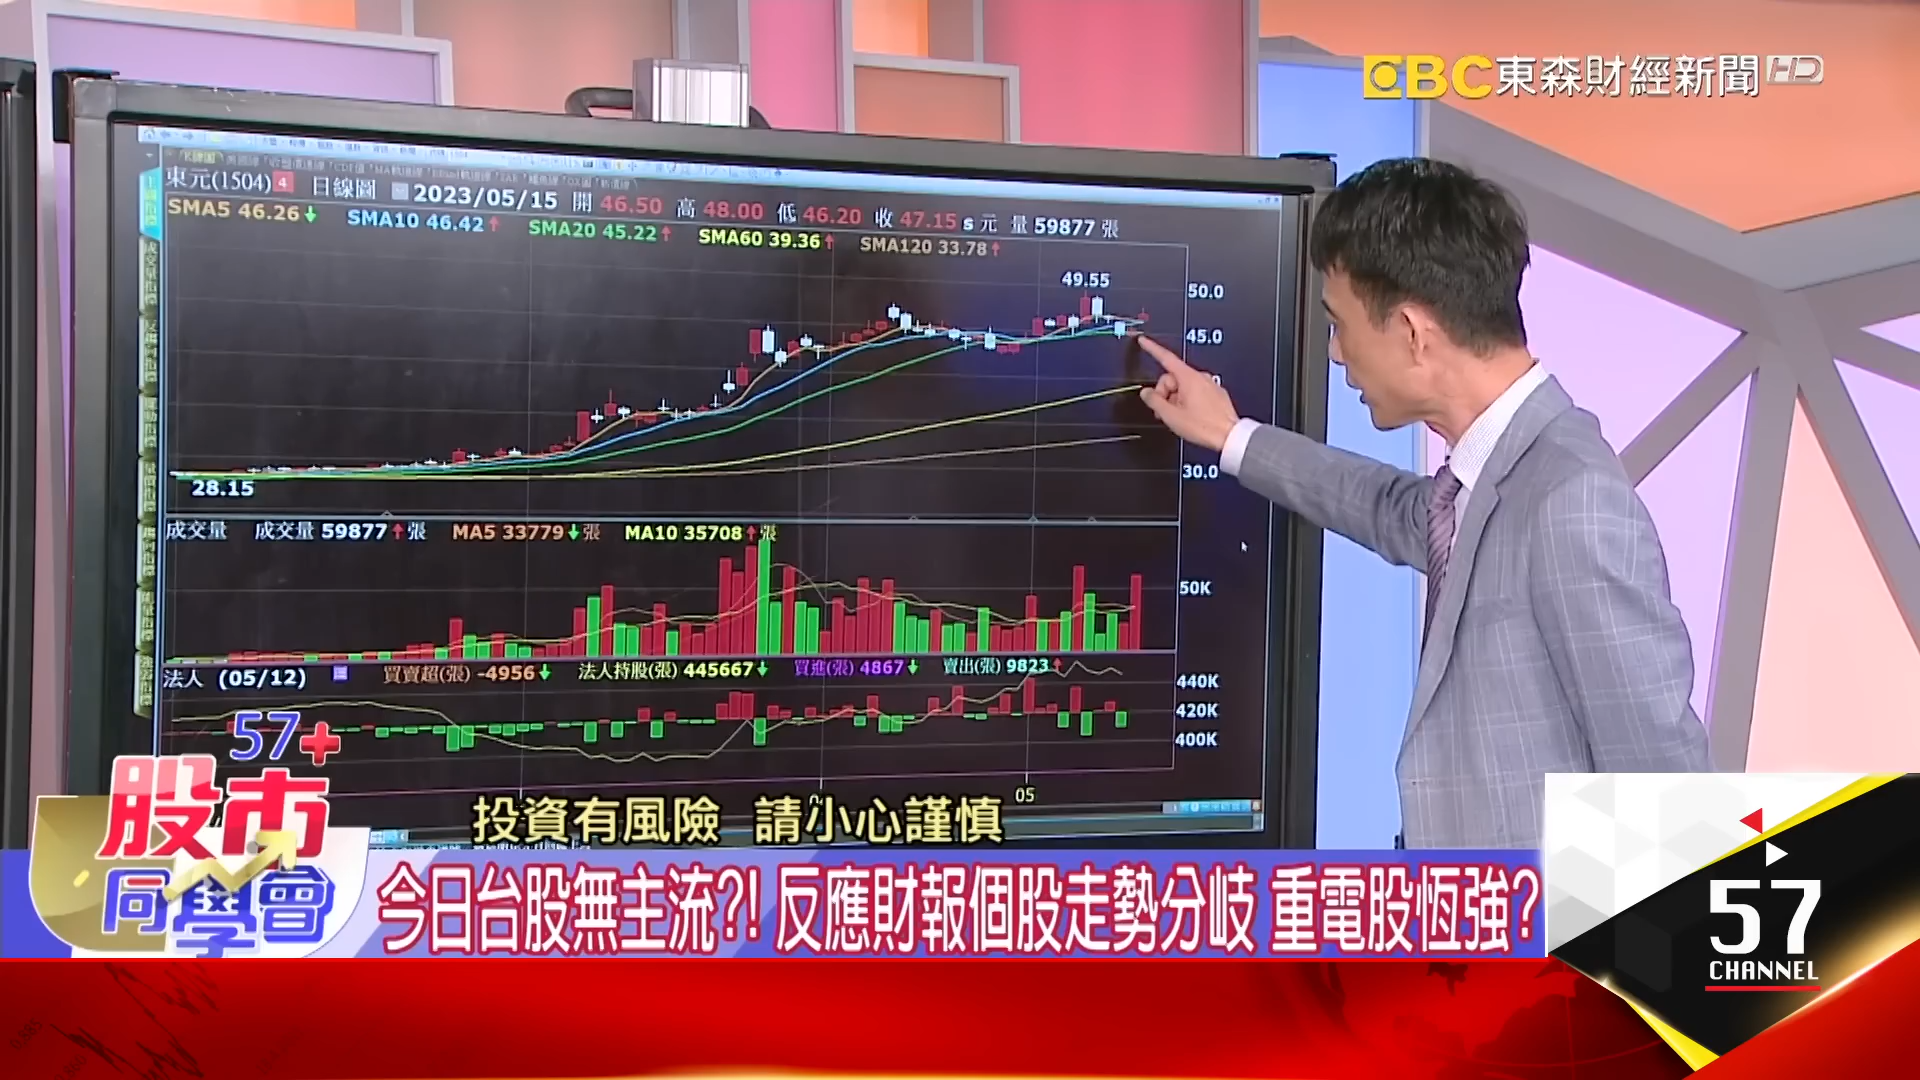 EBC東森財經新聞HD
東元(1504) 4 日線圖 2023/05/15 開 46.50 高 48.00 低 46.20 收 47.15 s 元 量 59877 張
SMA5 46.26↓ SMA10 46.42↑ SMA20 45.22↑ SMA60 39.36↑ SMA120 33.78↑
49.55
50.0
45.0
30.0
28.15
成交量 成交量 59877↑張 MA5 33779↓張 MA10 35708↑張
50K
法人 (05/12) 買賣超(張) -4956↓ 法人持股(張) 445667↓ 買進(張) 4867↓ 賣出(張) 9823↑
440K
420K
400K
05
57+
股市
同學會
投資有風險 請小心謹慎
今日台股無主流?! 反應財報個股走勢分歧 重電股恆強?
57
CHANNEL